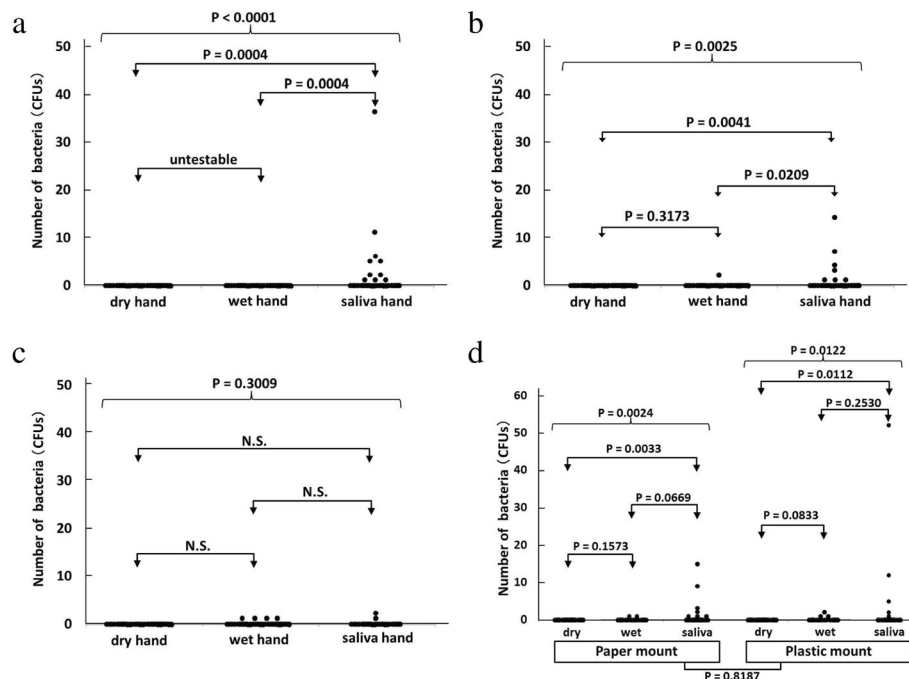 a
P < 0.0001
P = 0.0004
P = 0.0004
untestable
Number of bacteria (CFUs)
50
40
30
20
10
0
dry hand
wet hand
saliva hand
b
P = 0.0025
P = 0.0041
P = 0.0209
P = 0.3173
Number of bacteria (CFUs)
50
40
30
20
10
0
dry hand
wet hand
saliva hand
c
P = 0.3009
N.S.
N.S.
N.S.
Number of bacteria (CFUs)
50
40
30
20
10
0
dry hand
wet hand
saliva hand
d
P = 0.0122
P = 0.0112
P = 0.2530
P = 0.0024
P = 0.0033
P = 0.0669
P = 0.0833
P = 0.1573
Number of bacteria (CFUs)
60
50
40
30
20
10
0
dry
wet
saliva
dry
wet
saliva
Paper mount
Plastic mount
P = 0.8187